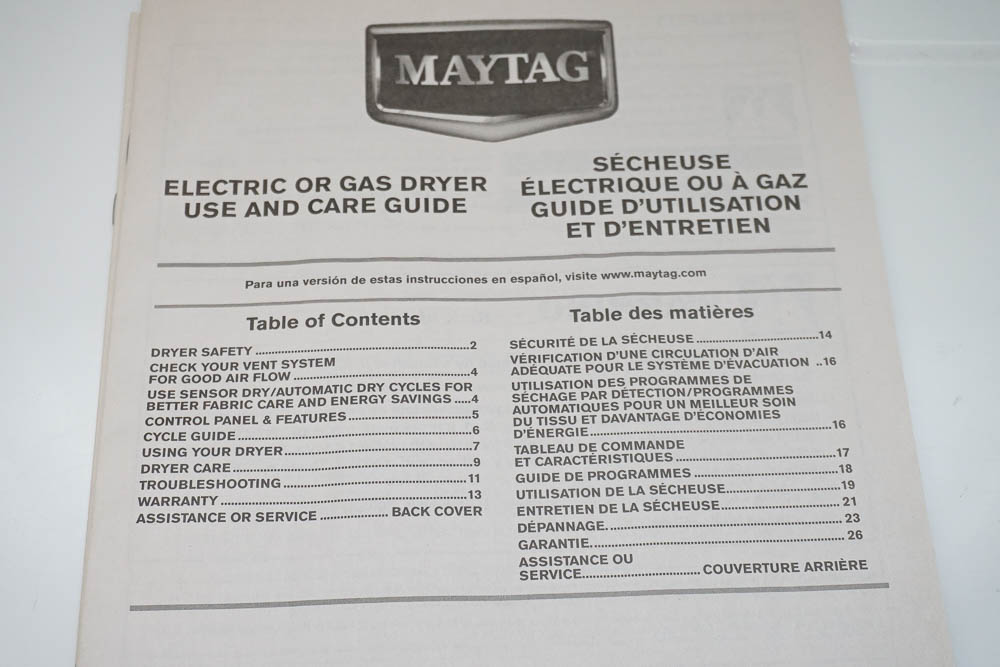 MAYTAG
ELECTRIC OR GAS DRYER
USE AND CARE GUIDE
SÉCHEUSE
ÉLECTRIQUE OU À GAZ
GUIDE D'UTILISATION
ET D'ENTRETIEN
Para una versión de estas instrucciones en español, visite www.maytag.com
Table of Contents
DRYER SAFETY ........................................................2
CHECK YOUR VENT SYSTEM
FOR GOOD AIR FLOW ..............................................4
USE SENSOR DRY/AUTOMATIC DRY CYCLES FOR
BETTER FABRIC CARE AND ENERGY SAVINGS .....4
CONTROL PANEL & FEATURES................................5
CYCLE GUIDE............................................................6
USING YOUR DRYER................................................7
DRYER CARE............................................................9
TROUBLESHOOTING ..............................................11
WARRANTY..............................................................13
ASSISTANCE OR SERVICE .................... BACK COVER
Table des matières
SÉCURITÉ DE LA SÉCHEUSE ................................14
VÉRIFICATION D'UNE CIRCULATION D'AIR
ADÉQUATE POUR LE SYSTÈME D'ÉVACUATION ..16
UTILISATION DES PROGRAMMES DE
SÉCHAGE PAR DÉTECTION/PROGRAMMES
AUTOMATIQUES POUR UN MEILLEUR SOIN
DU TISSU ET DAVANTAGE D'ÉCONOMIES
D'ÉNERGIE..............................................................16
TABLEAU DE COMMANDE
ET CARACTÉRISTIQUES..........................................17
GUIDE DE PROGRAMMES......................................18
UTILISATION DE LA SÉCHEUSE..............................19
ENTRETIEN DE LA SÉCHEUSE................................21
DÉPANNAGE............................................................23
GARANTIE................................................................26
ASSISTANCE OU
SERVICE.................................. COUVERTURE ARRIÈRE